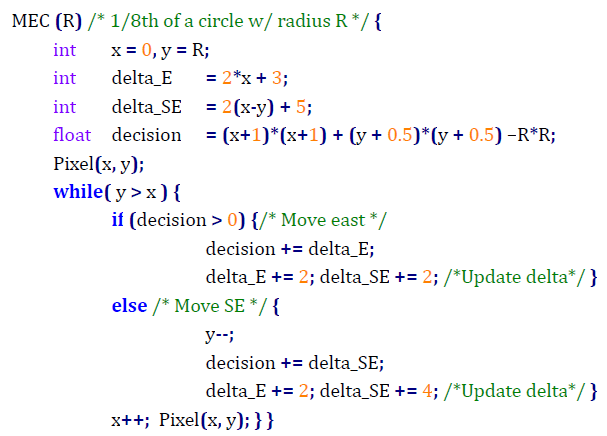 MEC (R) /* 1/8th of a circle w/ radius R */ {
int x = 0, y = R;
int delta_E = 2*x + 3;
int delta_SE = 2(x-y) + 5;
float decision = (x+1)*(x+1) + (y + 0.5)*(y + 0.5) –R*R;
Pixel(x, y);
while( y > x ) {
if (decision > 0) {/* Move east */
decision += delta_E;
delta_E += 2; delta_SE += 2; /*Update delta*/ }
else /* Move SE */ {
y--;
decision += delta_SE;
delta_E += 2; delta_SE += 4; /*Update delta*/ }
x++; Pixel(x, y); } }